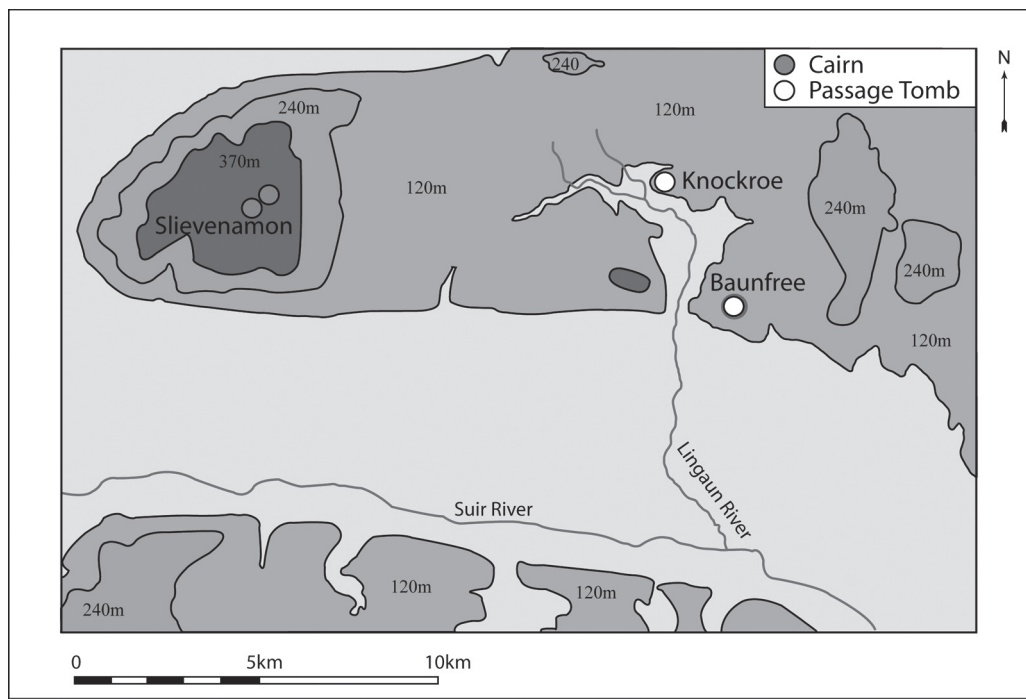 N
Cairn
Passage Tomb
240
240m
120m
370m
Knockroe
120m
240m
Slievenamon
240m
Baunfree
120m
Lingaun River
Suir River
240m
120m
120m
0
5km
10km